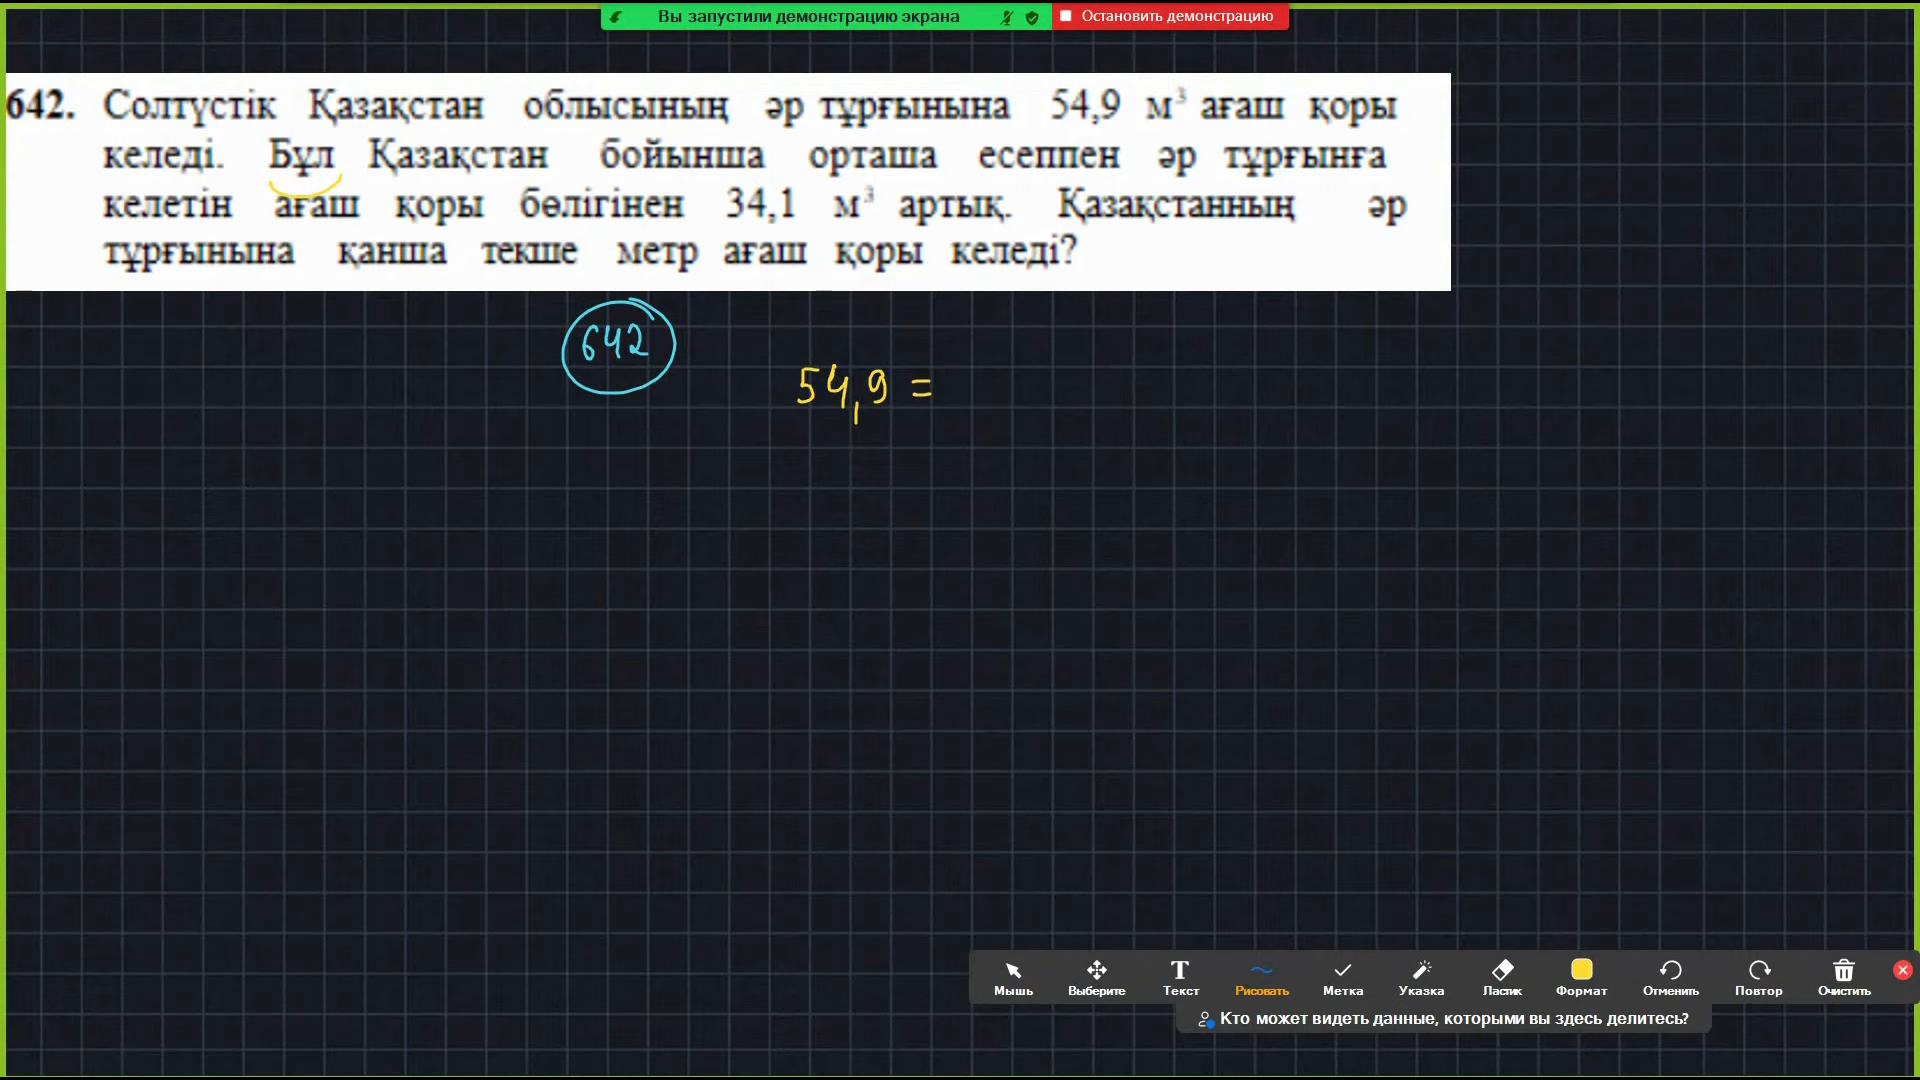 Вы запустили демонстрацию экрана Остановить демонстрацию
642. Солтүстік Қазақстан облысының әр тұрғынына 54,9 м³ ағаш қоры
келеді. Бұл Қазақстан бойынша орташа есеппен әр тұрғынға
келетін ағаш қоры бөлігінен 34,1 м³ артық. Қазақстанның әр
тұрғынына қанша текше метр ағаш қоры келеді?
642
54,9 =
Мышь Выберите Текст Рисовать Метка Указка Ластик Формат Отменить Повтор Очистить
Кто может видеть данные, которыми вы здесь делитесь?